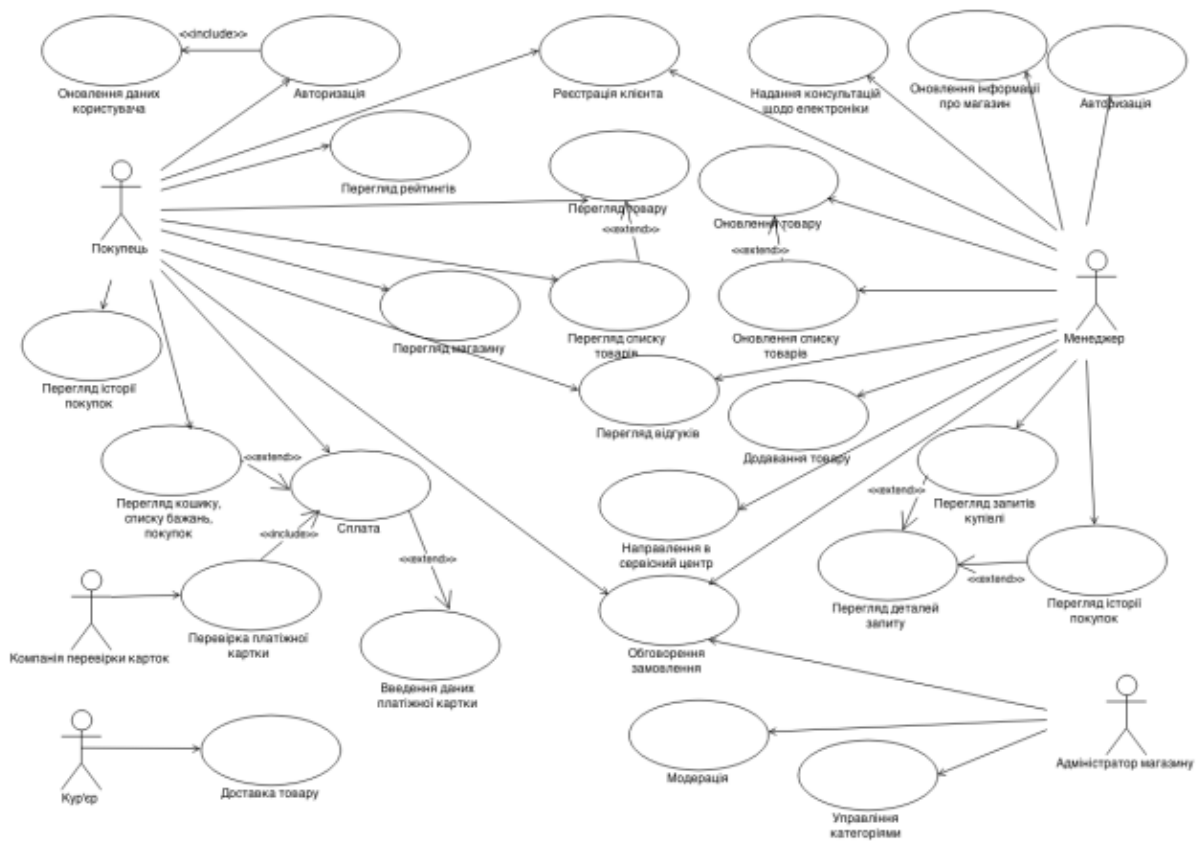 <<include>>
Оновлення даних
користувача
Авторизація
Реєстрація клієнта
Надання консультацій
щодо електроніки
Оновлення інформації
про магазин
Авторизація
Перегляд рейтингів
Перегляд товару
<<extend>>
Оновлення товару
<<extend>>
Покупець
Менеджер
Перегляд магазину
Перегляд списку
товарів
Оновлення списку
товарів
Перегляд історії
покупок
Перегляд відгуків
Додавання товару
<<extend>>
Перегляд кошику,
списку бажань,
покупок
<<include>>
Сплата
<<extend>>
<<extend>>
Перегляд запитів
купівлі
Направлення в
сервісний центр
<<extend>>
Перегляд деталей
запиту
Перегляд історії
покупок
Компанія перевірки карток
Перевірка платіжної
картки
Введення даних
платіжної картки
Обговорення
замовлення
Кур'єр
Доставка товару
Модерація
Управління
категоріями
Адміністратор магазину